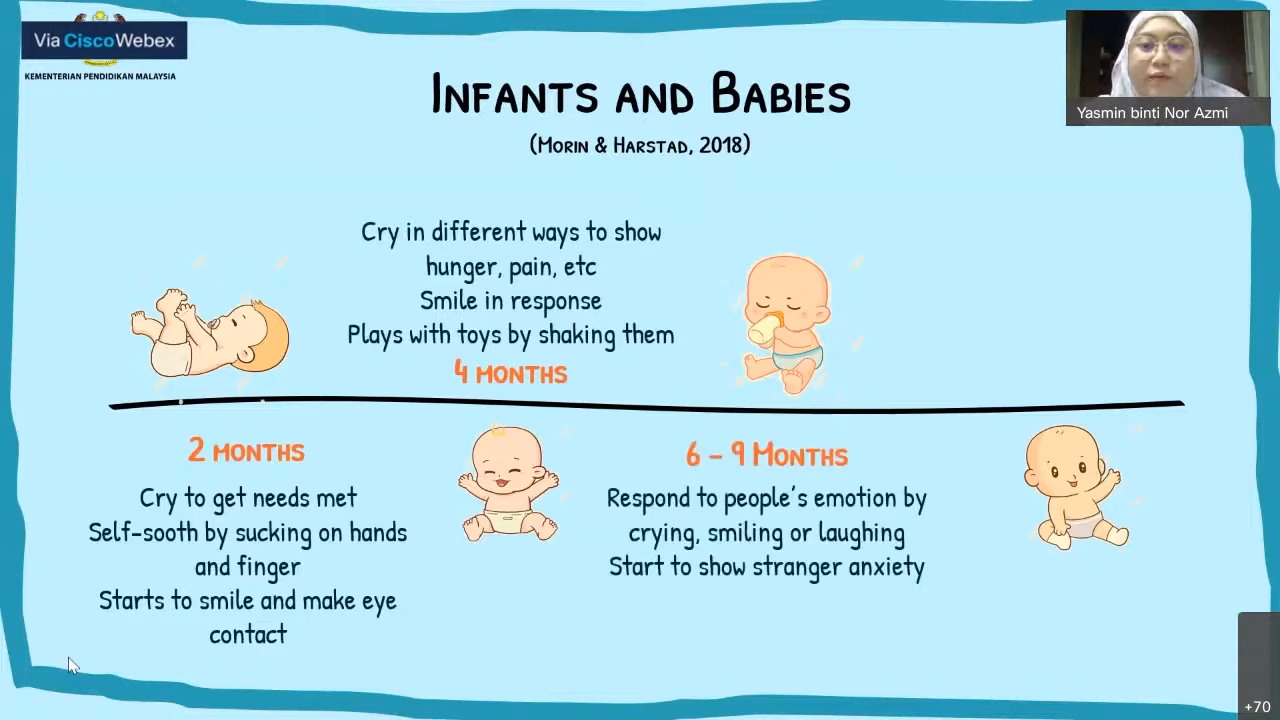 Via CiscoWebex
KEMENTERIAN PENDIDIKAN MALAYSIA
Yasmin binti Nor Azmi
INFANTS AND BABIES
(MORIN & HARSTAD, 2018)
Cry in different ways to show
hunger, pain, etc
Smile in response
Plays with toys by shaking them
4 MONTHS
2 MONTHS
Cry to get needs met
Self-sooth by sucking on hands
and finger
Starts to smile and make eye
contact
6 – 9 MONTHS
Respond to people's emotion by
crying, smiling or laughing
Start to show stranger anxiety
+70